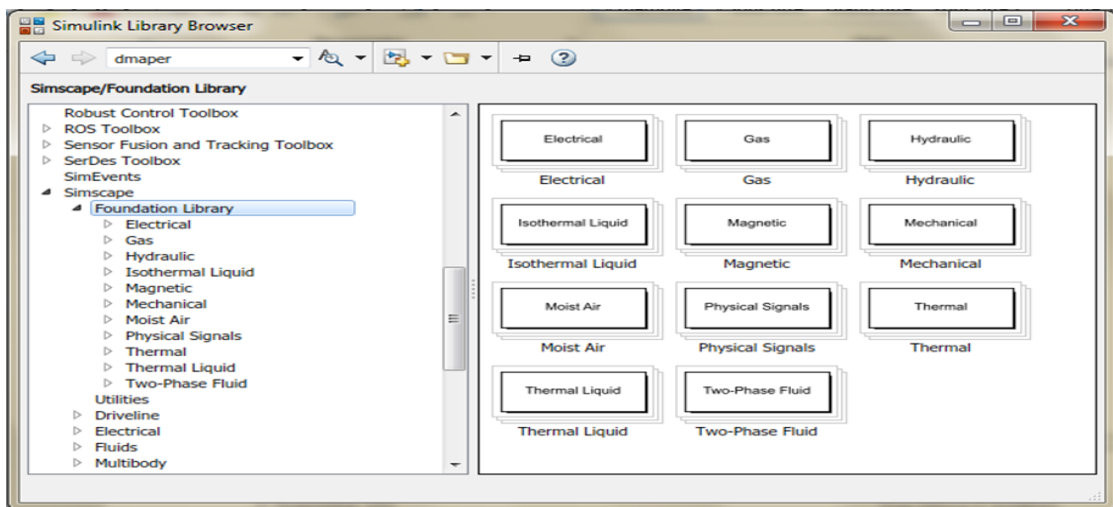 Simulink Library Browser
dmaper
Simscape/Foundation Library
Robust Control Toolbox
ROS Toolbox
Sensor Fusion and Tracking Toolbox
SerDes Toolbox
SimEvents
Simscape
Foundation Library
Electrical
Gas
Hydraulic
Isothermal Liquid
Magnetic
Mechanical
Moist Air
Physical Signals
Thermal
Thermal Liquid
Two-Phase Fluid
Utilities
Driveline
Electrical
Fluids
Multibody
Electrical Gas Hydraulic
Electrical Gas Hydraulic
Isothermal Liquid Magnetic Mechanical
Isothermal Liquid Magnetic Mechanical
Moist Air Physical Signals Thermal
Moist Air Physical Signals Thermal
Thermal Liquid Two-Phase Fluid
Thermal Liquid Two-Phase Fluid